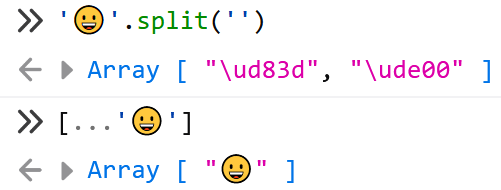 >> '😀'.split('')
← ▶ Array [ "\ud83d", "\ude00" ]
>> [...'😀']
← ▶ Array [ "😀" ]